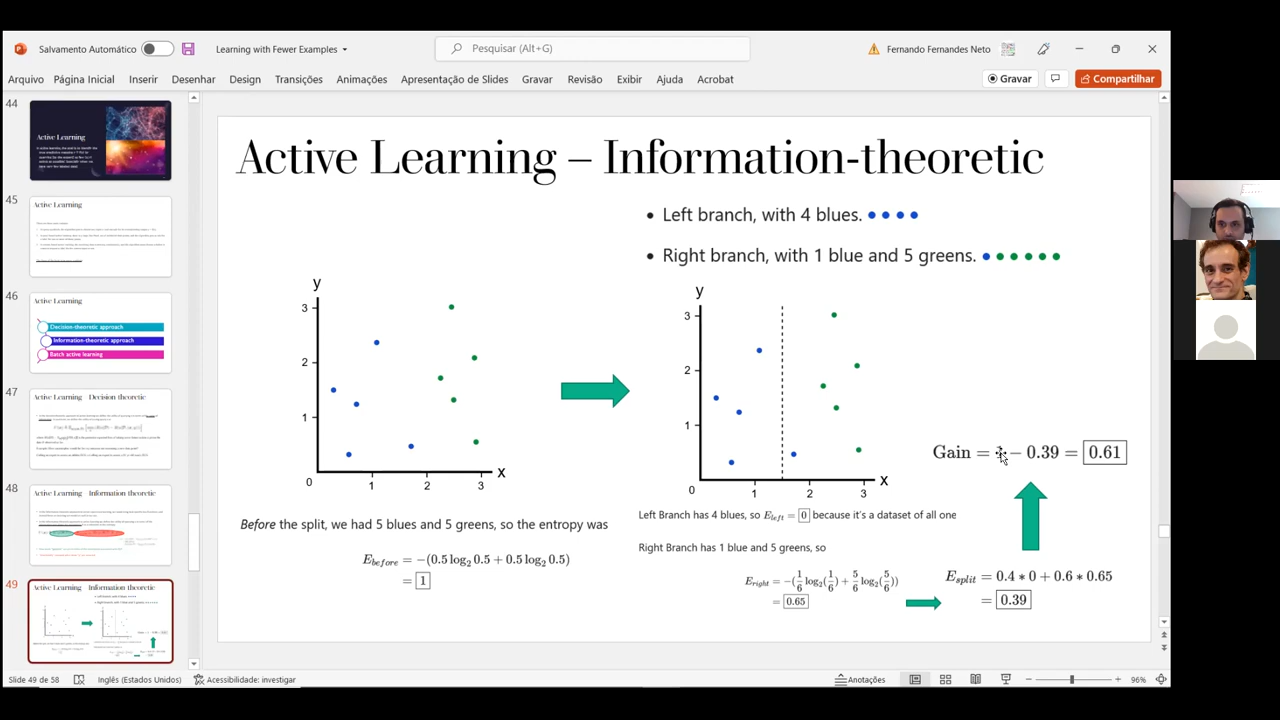 Salvamento Automático
Learning with Fewer Examples
Pesquisar (Alt+G)
Fernando Fernandes Neto
Arquivo Página Inicial Inserir Desenhar Design Transições Animações Apresentação de Slides Gravar Revisão Exibir Ajuda Acrobat
Gravar
Compartilhar
44
Active Learning
45
Active Learning
46
Active Learning
Decision-theoretic approach
Information-theoretic approach
Batch active learning
47
Active Learning Decision theoretic
48
Active Learning Information theoretic
49
Active Learning Information theoretic
Active Learning – Information-theoretic
• Left branch, with 4 blues.
• Right branch, with 1 blue and 5 greens.
y
3
2
1
0
1
2
3
x
y
3
2
1
0
1
2
3
x
Gain = − 0.39 = 0.61
Before the split, we had 5 blues and 5 greens, so the entropy was
E_before = −(0.5 log₂ 0.5 + 0.5 log₂ 0.5)
= 1
Left Branch has 4 blues, so E_left = 0 because it's a dataset of all one
Right Branch has 1 blue and 5 greens, so
E_right = −(1/6 log₂(1/6) + 5/6 log₂(5/6))
= 0.65
E_split = 0.4 * 0 + 0.6 * 0.65
= 0.39
Slide 49 de 58
Inglês (Estados Unidos)
Acessibilidade: investigar
Anotações
96%